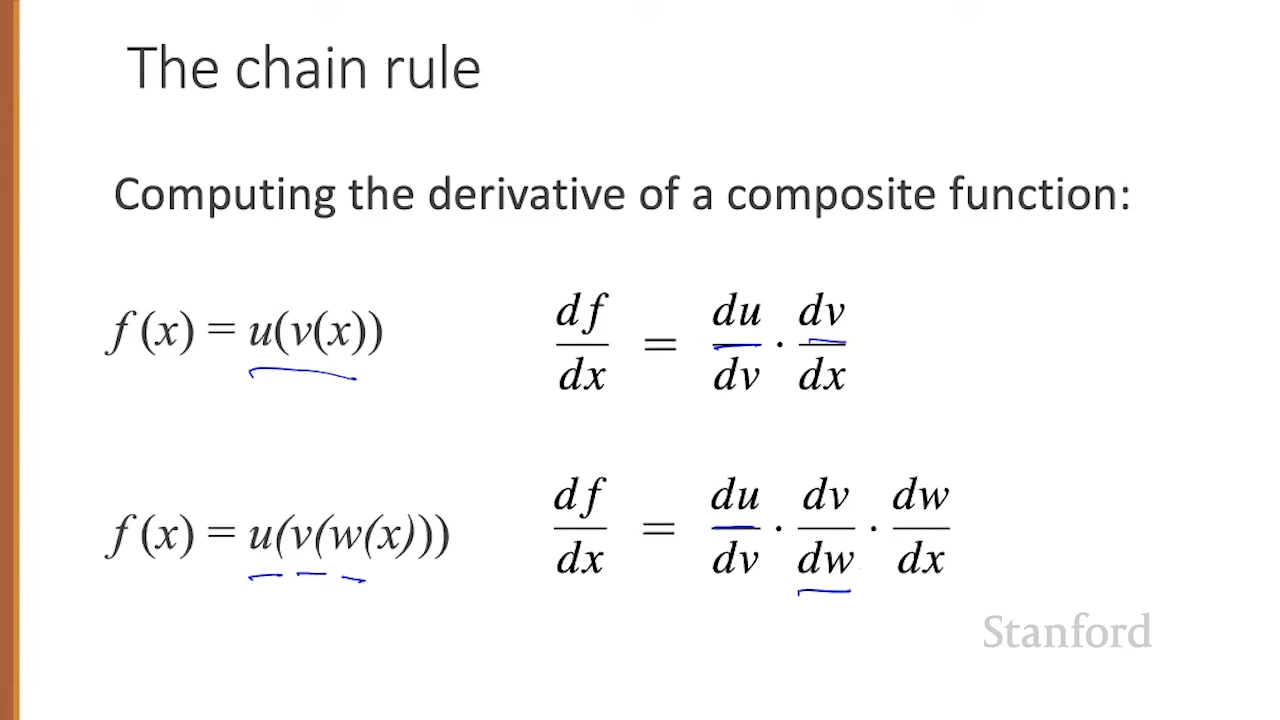 The chain rule
Computing the derivative of a composite function:
f (x) = u(v(x))
df/dx = du/dv · dv/dx
f (x) = u(v(w(x)))
df/dx = du/dv · dv/dw · dw/dx
Stanford